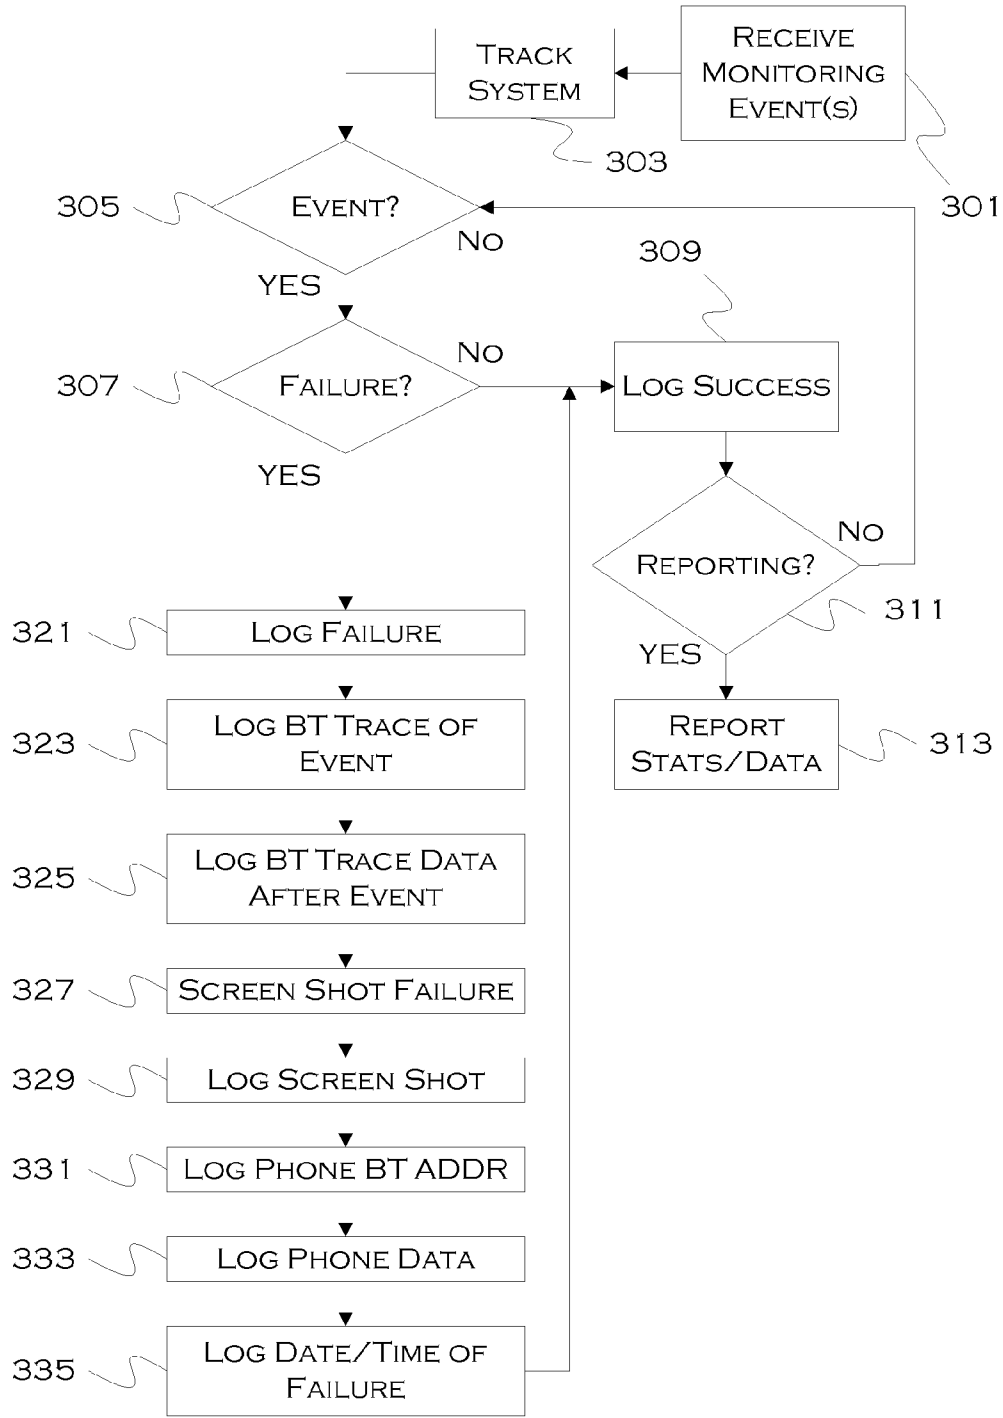 RECEIVE
MONITORING
EVENT(S)
TRACK
SYSTEM
303
301
305
EVENT?
NO
YES
309
307
FAILURE?
NO
YES
LOG SUCCESS
REPORTING?
NO
311
YES
REPORT
STATS/DATA
313
321
LOG FAILURE
323
LOG BT TRACE OF
EVENT
325
LOG BT TRACE DATA
AFTER EVENT
327
SCREEN SHOT FAILURE
329
LOG SCREEN SHOT
331
LOG PHONE BT ADDR
333
LOG PHONE DATA
335
LOG DATE/TIME OF
FAILURE